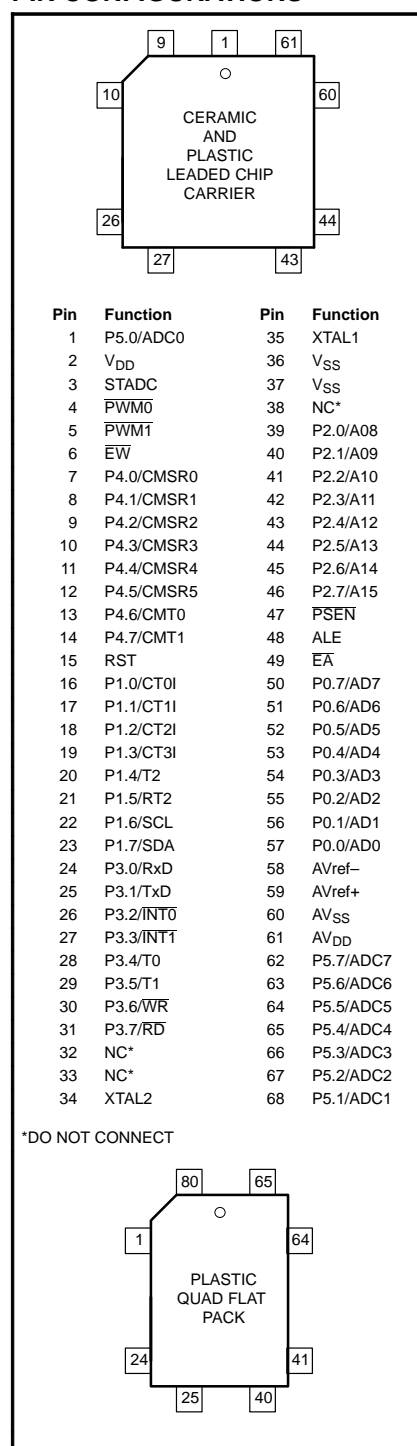 9 1 61
10 60
CERAMIC
AND
PLASTIC
LEADED CHIP
CARRIER
26 44
27 43
Pin Function Pin Function
1 P5.0/ADC0 35 XTAL1
2 VDD 36 VSS
3 STADC 37 VSS
4 P̅W̅M̅0̅ 38 NC*
5 P̅W̅M̅1̅ 39 P2.0/A08
6 E̅W̅ 40 P2.1/A09
7 P4.0/CMSR0 41 P2.2/A10
8 P4.1/CMSR1 42 P2.3/A11
9 P4.2/CMSR2 43 P2.4/A12
10 P4.3/CMSR3 44 P2.5/A13
11 P4.4/CMSR4 45 P2.6/A14
12 P4.5/CMSR5 46 P2.7/A15
13 P4.6/CMT0 47 P̅S̅E̅N̅
14 P4.7/CMT1 48 ALE
15 RST 49 E̅A̅
16 P1.0/CT0I 50 P0.7/AD7
17 P1.1/CT1I 51 P0.6/AD6
18 P1.2/CT2I 52 P0.5/AD5
19 P1.3/CT3I 53 P0.4/AD4
20 P1.4/T2 54 P0.3/AD3
21 P1.5/RT2 55 P0.2/AD2
22 P1.6/SCL 56 P0.1/AD1
23 P1.7/SDA 57 P0.0/AD0
24 P3.0/RxD 58 AVref–
25 P3.1/TxD 59 AVref+
26 P3.2/I̅N̅T̅0̅ 60 AVSS
27 P3.3/I̅N̅T̅1̅ 61 AVDD
28 P3.4/T0 62 P5.7/ADC7
29 P3.5/T1 63 P5.6/ADC6
30 P3.6/W̅R̅ 64 P5.5/ADC5
31 P3.7/R̅D̅ 65 P5.4/ADC4
32 NC* 66 P5.3/ADC3
33 NC* 67 P5.2/ADC2
34 XTAL2 68 P5.1/ADC1
*DO NOT CONNECT
80 65
1 64
PLASTIC
QUAD FLAT
PACK
24 41
25 40